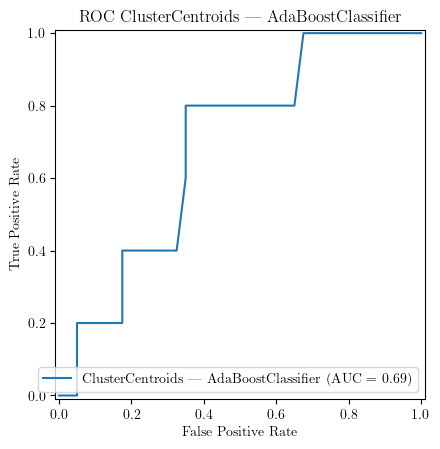 ROC ClusterCentroids — AdaBoostClassifier
True Positive Rate
1.0
0.8
0.6
0.4
0.2
0.0
ClusterCentroids — AdaBoostClassifier (AUC = 0.69)
0.0 0.2 0.4 0.6 0.8 1.0
False Positive Rate